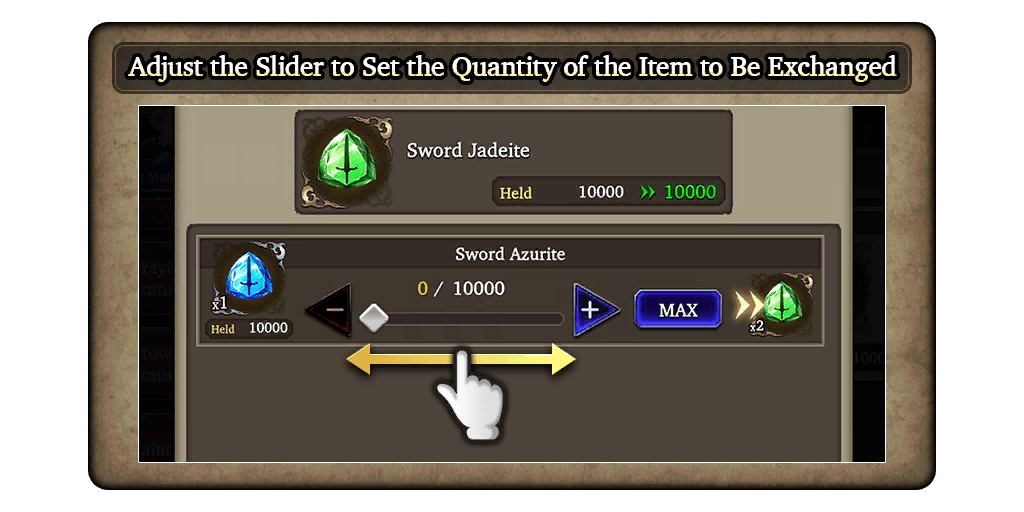 Adjust the Slider to Set the Quantity of the Item to Be Exchanged
Sword Jadeite
Held 10000 >> 10000
Sword Azurite
x1
0 / 10000
− + MAX
x2
Held 10000